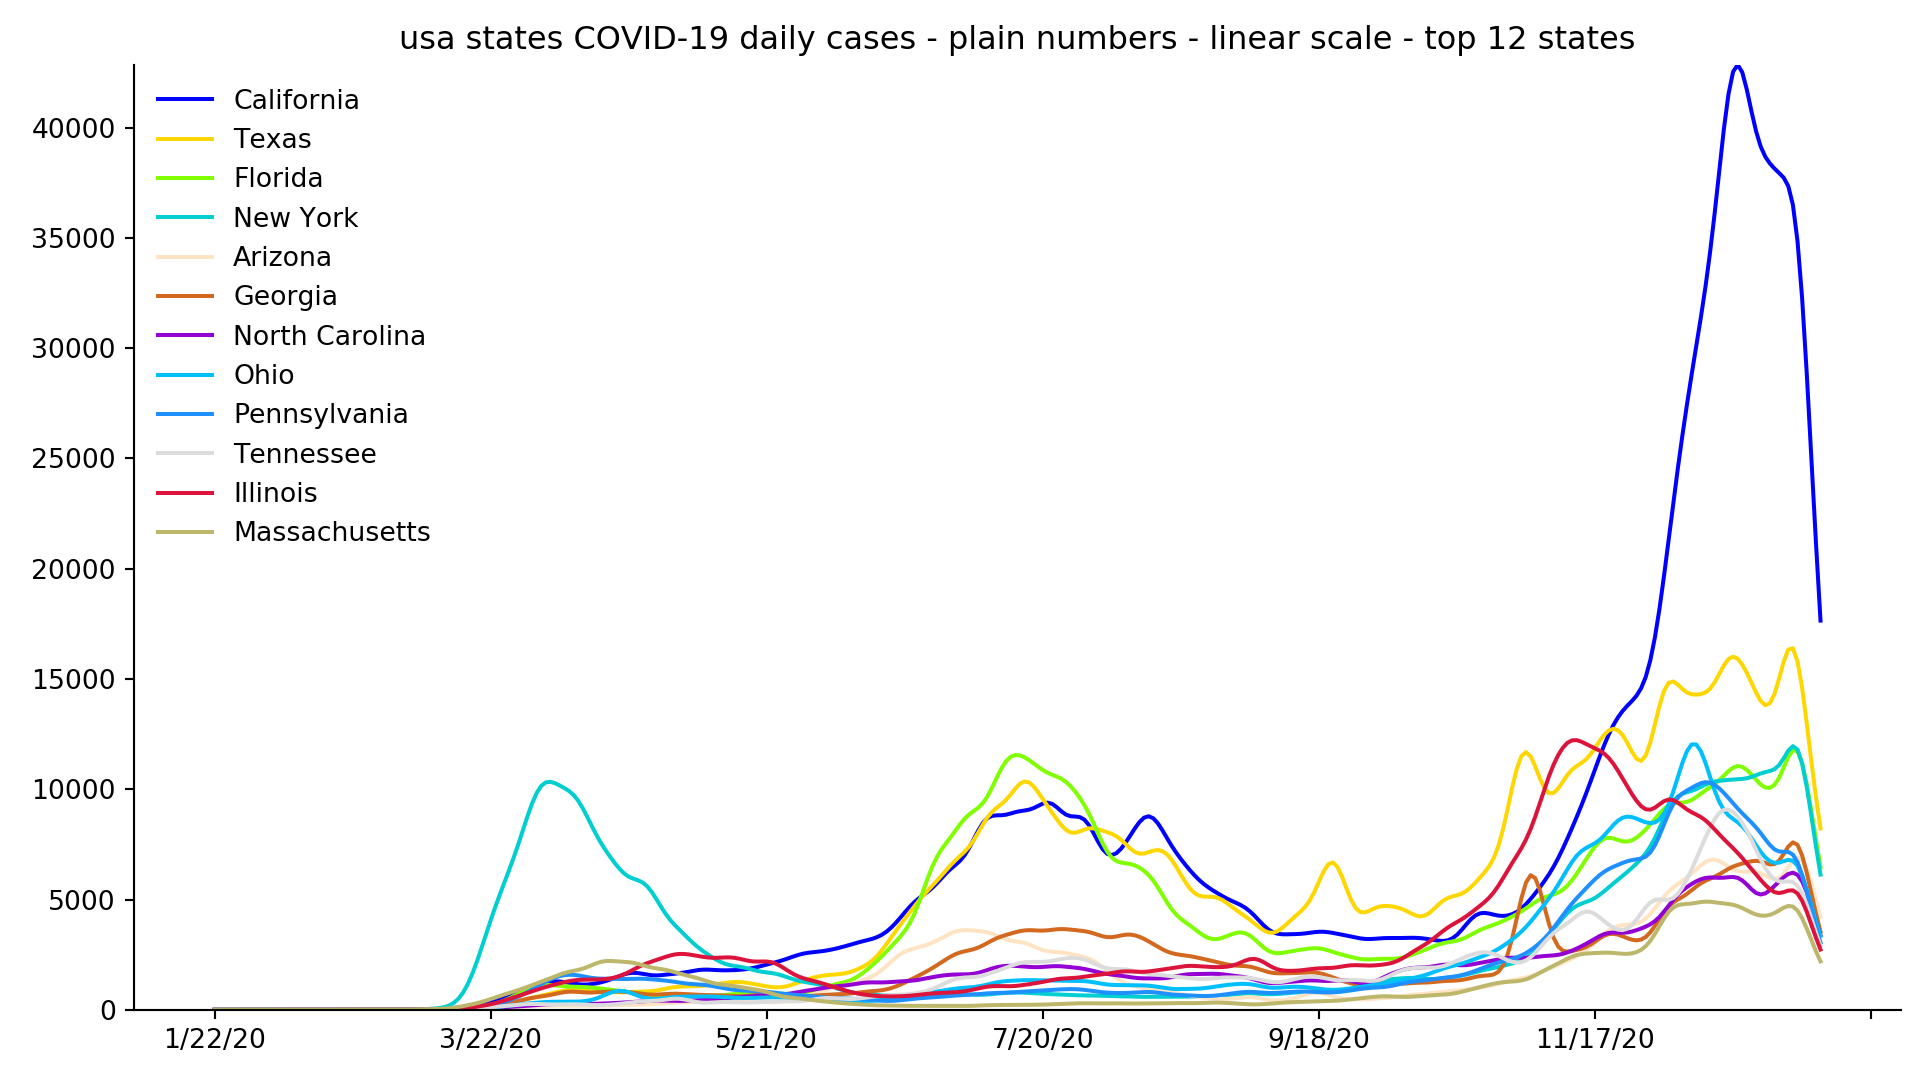 usa states COVID-19 daily cases - plain numbers - linear scale - top 12 states
California
Texas
Florida
New York
Arizona
Georgia
North Carolina
Ohio
Pennsylvania
Tennessee
Illinois
Massachusetts
40000
35000
30000
25000
20000
15000
10000
5000
0
1/22/20 3/22/20 5/21/20 7/20/20 9/18/20 11/17/20